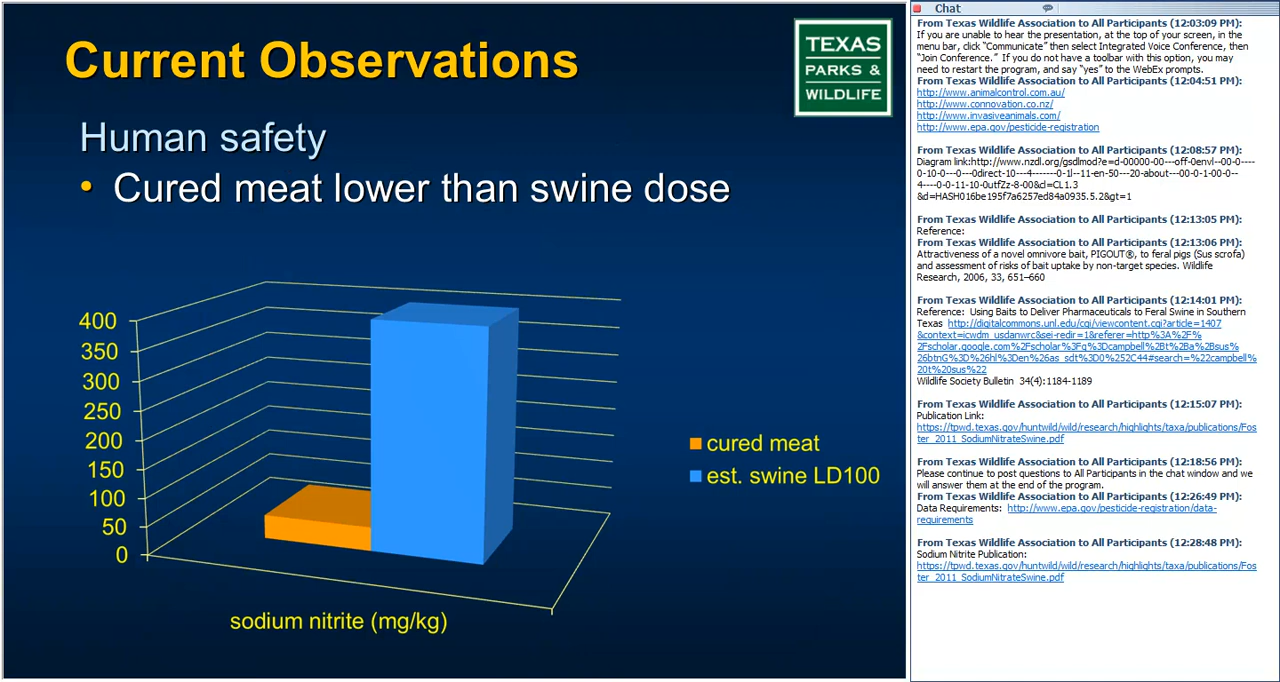 Current Observations
TEXAS
PARKS &
WILDLIFE
Human safety
• Cured meat lower than swine dose
400
350
300
250
200
150
100
50
0
cured meat
est. swine LD100
sodium nitrite (mg/kg)
Chat
From Texas Wildlife Association to All Participants (12:03:09 PM):
If you are unable to hear the presentation, at the top of your screen, in the
menu bar, click "Communicate" then select Integrated Voice Conference, then
"Join Conference." If you do not have a toolbar with this option, you may
need to restart the program, and say "yes" to the WebEx prompts.
From Texas Wildlife Association to All Participants (12:04:51 PM):
http://www.animalcontrol.com.au/
http://www.connovation.co.nz/
http://www.invasiveanimals.com/
http://www.epa.gov/pesticide-registration
From Texas Wildlife Association to All Participants (12:08:57 PM):
Diagram link:http://www.nzdl.org/gsdlmod?e=d-00000-00---off-0envl--00-0----
0-10-0---0---0direct-10---4-------0-1l--11-en-50---20-about---00-0-1-00-0--
4----0-0-11-10-0utfZz-8-00&cl=CL1.3
&d=HASH016be195f7a6257ed84a0935.5.2&gt=1
From Texas Wildlife Association to All Participants (12:13:05 PM):
Reference:
From Texas Wildlife Association to All Participants (12:13:06 PM):
Attractiveness of a novel omnivore bait, PIGOUT®, to feral pigs (Sus scrofa)
and assessment of risks of bait uptake by non-target species. Wildlife
Research, 2006, 33, 651–660
From Texas Wildlife Association to All Participants (12:14:01 PM):
Reference: Using Baits to Deliver Pharmaceuticals to Feral Swine in Southern
Texas http://digitalcommons.unl.edu/cgi/viewcontent.cgi?article=1407
&context=icwdm_usdanwrc&sei-redir=1&referer=http%3A%2F%
2Fscholar.google.com%2Fscholar%3Fq%3Dcampbell%2Bt%2Ba%2Bsus%
26btnG%3D%26hl%3Den%26as_sdt%3D0%252C44#search=%22campbell%
20t%20sus%22
Wildlife Society Bulletin 34(4):1184-1189
From Texas Wildlife Association to All Participants (12:15:07 PM):
Publication Link:
https://tpwd.texas.gov/huntwild/wild/research/highlights/taxa/publications/Fos
ter_2011_SodiumNitrateSwine.pdf
From Texas Wildlife Association to All Participants (12:18:56 PM):
Please continue to post questions to All Participants in the chat window and we
will answer them at the end of the program.
From Texas Wildlife Association to All Participants (12:26:49 PM):
Data Requirements: http://www.epa.gov/pesticide-registration/data-
requirements
From Texas Wildlife Association to All Participants (12:28:48 PM):
Sodium Nitrite Publication:
https://tpwd.texas.gov/huntwild/wild/research/highlights/taxa/publications/Fos
ter_2011_SodiumNitrateSwine.pdf